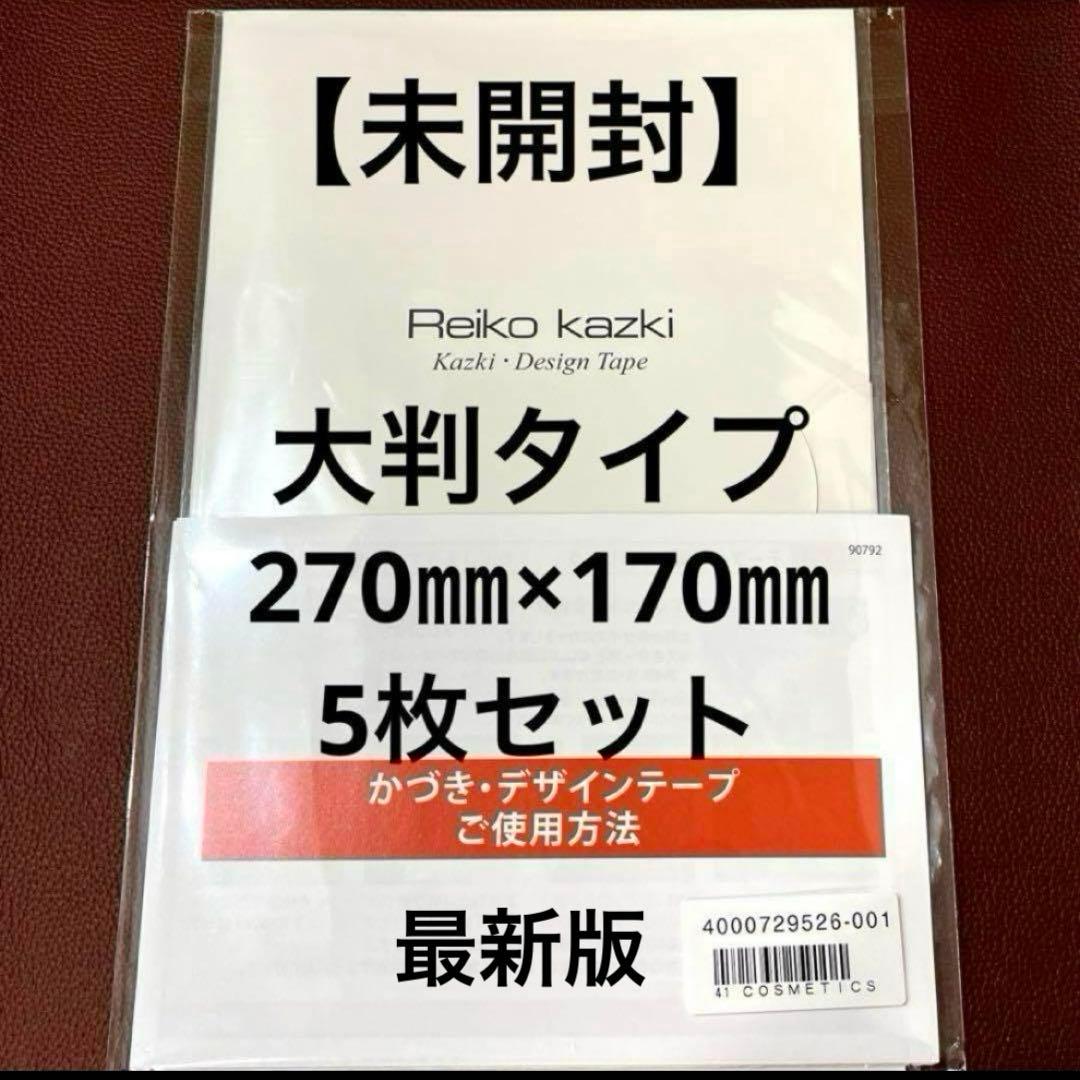 【未開封】
Reiko kazki
Kazki・Design Tape
大判タイプ
90792
270㎜×170㎜
5枚セット
かづき・デザインテープ
ご使用方法
最新版
4000729526-001
41 COSMETICS